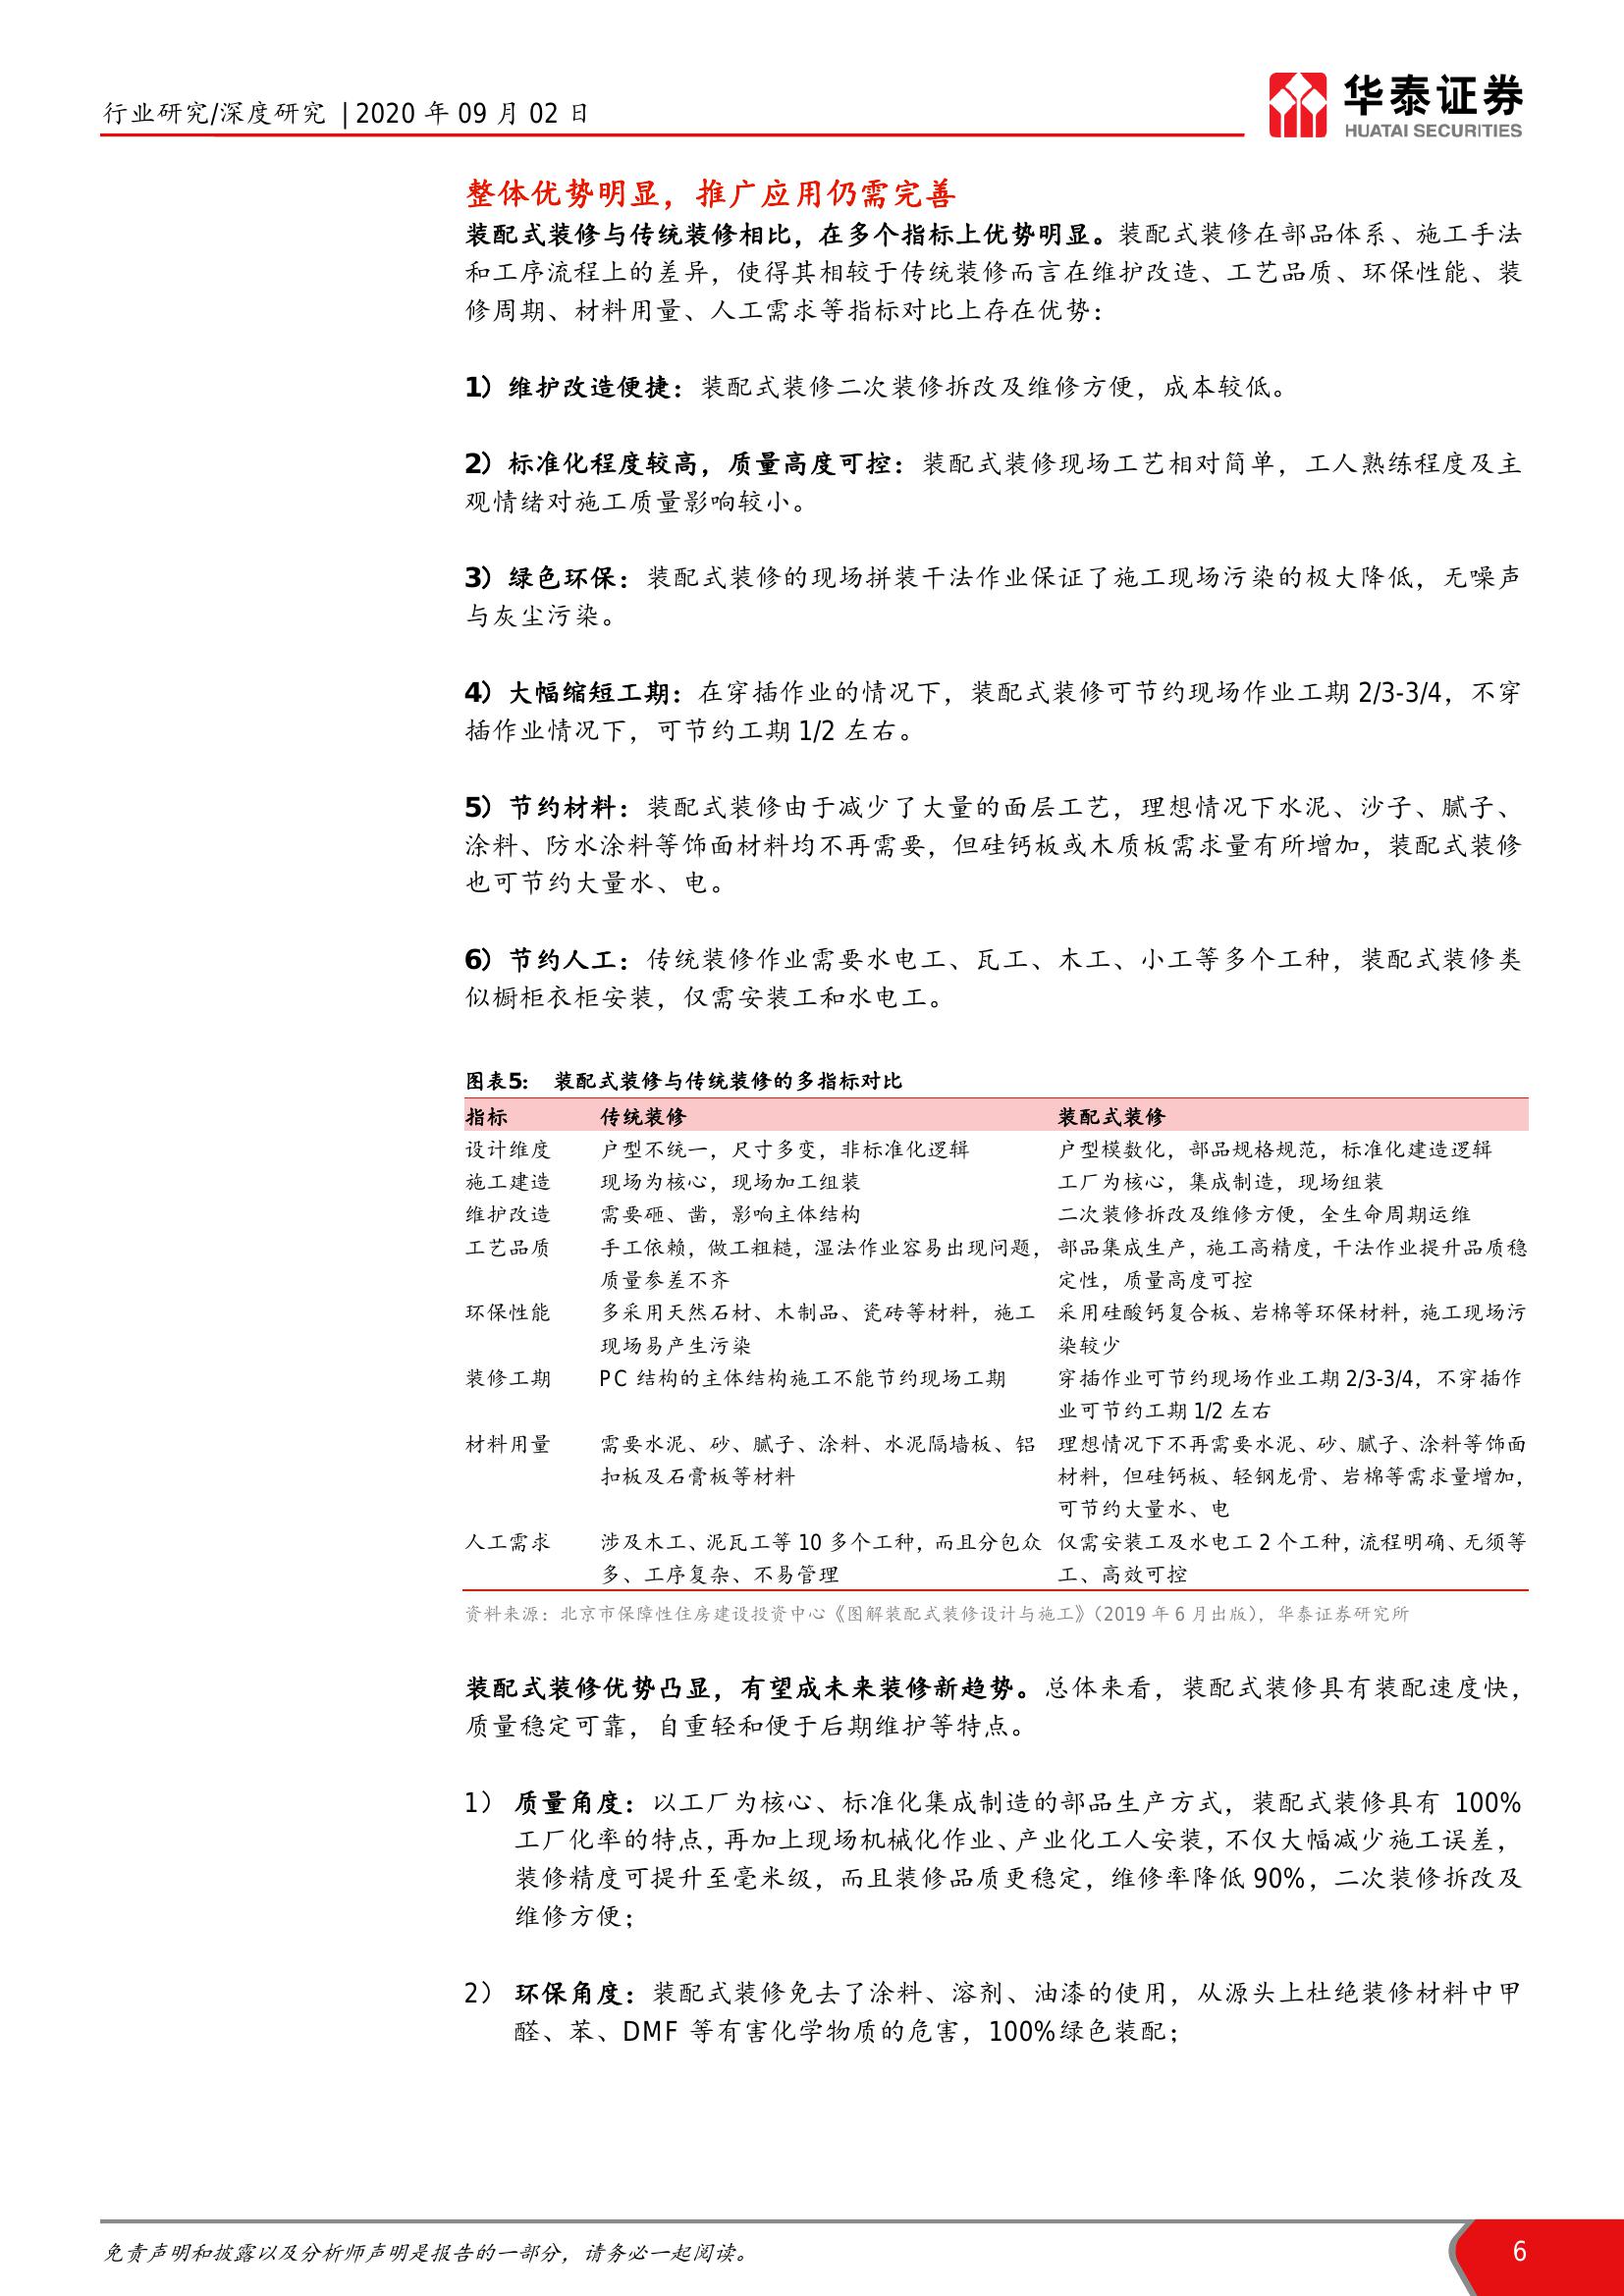 行业研究/深度研究 | 2020 年 09 月 02 日
华泰证券
HUATAI SECURITIES
整体优势明显，推广应用仍需完善
装配式装修与传统装修相比，在多个指标上优势明显。装配式装修在部品体系、施工手法
和工序流程上的差异，使得其相较于传统装修而言在维护改造、工艺品质、环保性能、装
修周期、材料用量、人工需求等指标对比上存在优势：
1）维护改造便捷：装配式装修二次装修拆改及维修方便，成本较低。
2）标准化程度较高，质量高度可控：装配式装修现场工艺相对简单，工人熟练程度及主
观情绪对施工质量影响较小。
3）绿色环保：装配式装修的现场拼装干法作业保证了施工现场污染的极大降低，无噪声
与灰尘污染。
4）大幅缩短工期：在穿插作业的情况下，装配式装修可节约现场作业工期 2/3-3/4，不穿
插作业情况下，可节约工期 1/2 左右。
5）节约材料：装配式装修由于减少了大量的面层工艺，理想情况下水泥、沙子、腻子、
涂料、防水涂料等饰面材料均不再需要，但硅钙板或木质板需求量有所增加，装配式装修
也可节约大量水、电。
6）节约人工：传统装修作业需要水电工、瓦工、木工、小工等多个工种，装配式装修类
似橱柜衣柜安装，仅需安装工和水电工。
图表5： 装配式装修与传统装修的多指标对比
指标 传统装修 装配式装修
设计维度 户型不统一，尺寸多变，非标准化逻辑 户型模数化，部品规格规范，标准化建造逻辑
施工建造 现场为核心，现场加工组装 工厂为核心，集成制造，现场组装
维护改造 需要砸、凿，影响主体结构 二次装修拆改及维修方便，全生命周期运维
工艺品质 手工依赖，做工粗糙，湿法作业容易出现问题， 部品集成生产，施工高精度，干法作业提升品质稳
质量参差不齐 定性，质量高度可控
环保性能 多采用天然石材、木制品、瓷砖等材料，施工 采用硅酸钙复合板、岩棉等环保材料，施工现场污
现场易产生污染 染较少
装修工期 PC 结构的主体结构施工不能节约现场工期 穿插作业可节约现场作业工期 2/3-3/4，不穿插作
业可节约工期 1/2 左右
材料用量 需要水泥、砂、腻子、涂料、水泥隔墙板、铝 理想情况下不再需要水泥、砂、腻子、涂料等饰面
扣板及石膏板等材料 材料，但硅钙板、轻钢龙骨、岩棉等需求量增加，
可节约大量水、电
人工需求 涉及木工、泥瓦工等 10 多个工种，而且分包众 仅需安装工及水电工 2 个工种，流程明确、无须等
多、工序复杂、不易管理 工、高效可控
资料来源：北京市保障性住房建设投资中心《图解装配式装修设计与施工》（2019 年 6 月出版），华泰证券研究所
装配式装修优势凸显，有望成未来装修新趋势。总体来看，装配式装修具有装配速度快，
质量稳定可靠，自重轻和便于后期维护等特点。
1） 质量角度：以工厂为核心、标准化集成制造的部品生产方式，装配式装修具有 100%
工厂化率的特点，再加上现场机械化作业、产业化工人安装，不仅大幅减少施工误差，
装修精度可提升至毫米级，而且装修品质更稳定，维修率降低 90%，二次装修拆改及
维修方便；
2） 环保角度：装配式装修免去了涂料、溶剂、油漆的使用，从源头上杜绝装修材料中甲
醛、苯、DMF 等有害化学物质的危害，100%绿色装配；
免责声明和披露以及分析师声明是报告的一部分，请务必一起阅读。
6